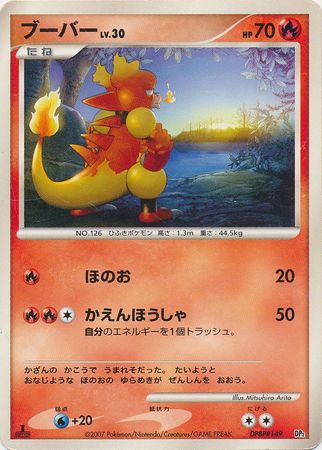 ブーバー LV.30 HP 70
たね
NO.126 ひふきポケモン 高さ:1.3m 重さ:44.5kg
ほのお 20
かえんほうしゃ 50
自分のエネルギーを1個トラッシュ。
かざんの かこうで うまれそだった。たいようと
おなじような ほのおの ゆらめきが ぜんしんを おおう。
Illus.Mitsuhiro Arita
弱点 抵抗力 にげる
+20
©2007 Pokémon/Nintendo/Creatures/GAME FREAK. DPBP#149